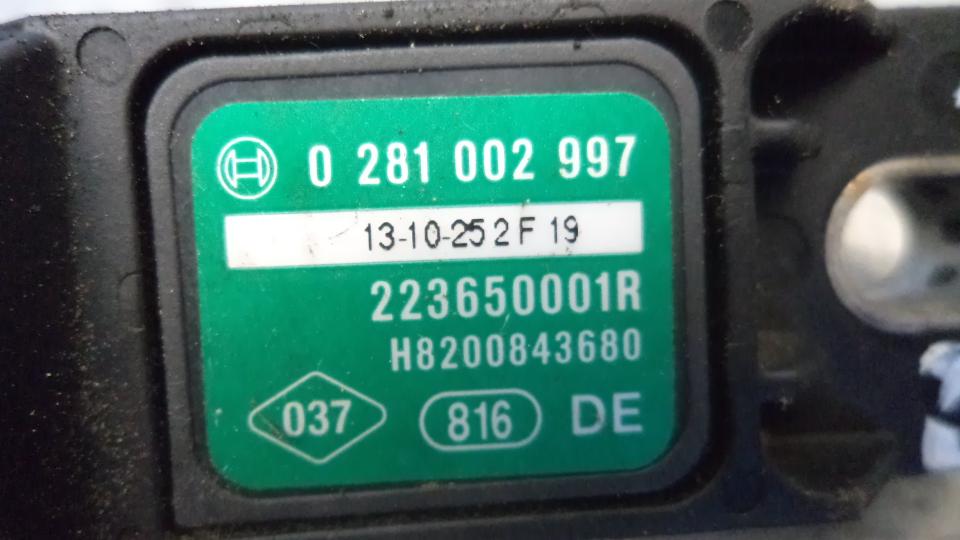 0 281 002 997
13-10-25 2 F 19
223650001R
H8200843680
037 816 DE